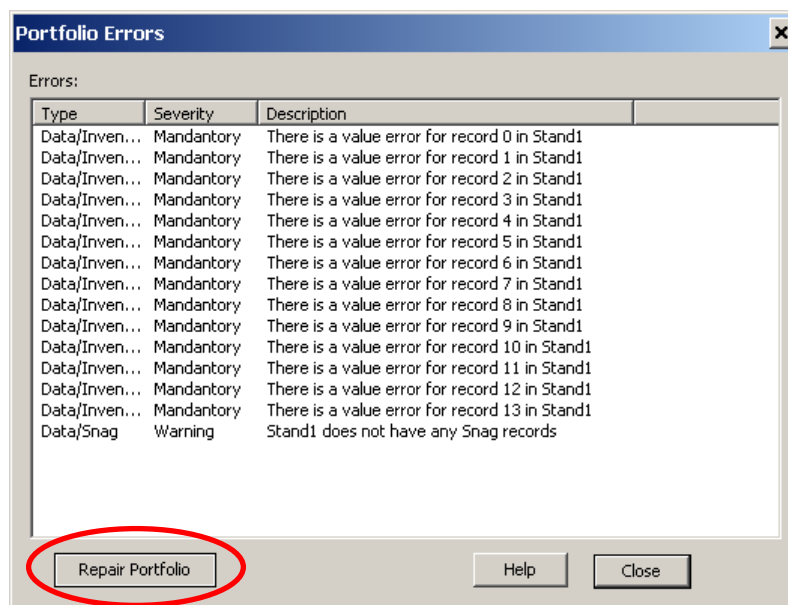 Portfolio Errors
Errors:
Type Severity Description
Data/Inven... Mandantory There is a value error for record 0 in Stand1
Data/Inven... Mandantory There is a value error for record 1 in Stand1
Data/Inven... Mandantory There is a value error for record 2 in Stand1
Data/Inven... Mandantory There is a value error for record 3 in Stand1
Data/Inven... Mandantory There is a value error for record 4 in Stand1
Data/Inven... Mandantory There is a value error for record 5 in Stand1
Data/Inven... Mandantory There is a value error for record 6 in Stand1
Data/Inven... Mandantory There is a value error for record 7 in Stand1
Data/Inven... Mandantory There is a value error for record 8 in Stand1
Data/Inven... Mandantory There is a value error for record 9 in Stand1
Data/Inven... Mandantory There is a value error for record 10 in Stand1
Data/Inven... Mandantory There is a value error for record 11 in Stand1
Data/Inven... Mandantory There is a value error for record 12 in Stand1
Data/Inven... Mandantory There is a value error for record 13 in Stand1
Data/Snag Warning Stand1 does not have any Snag records
Repair Portfolio Help Close